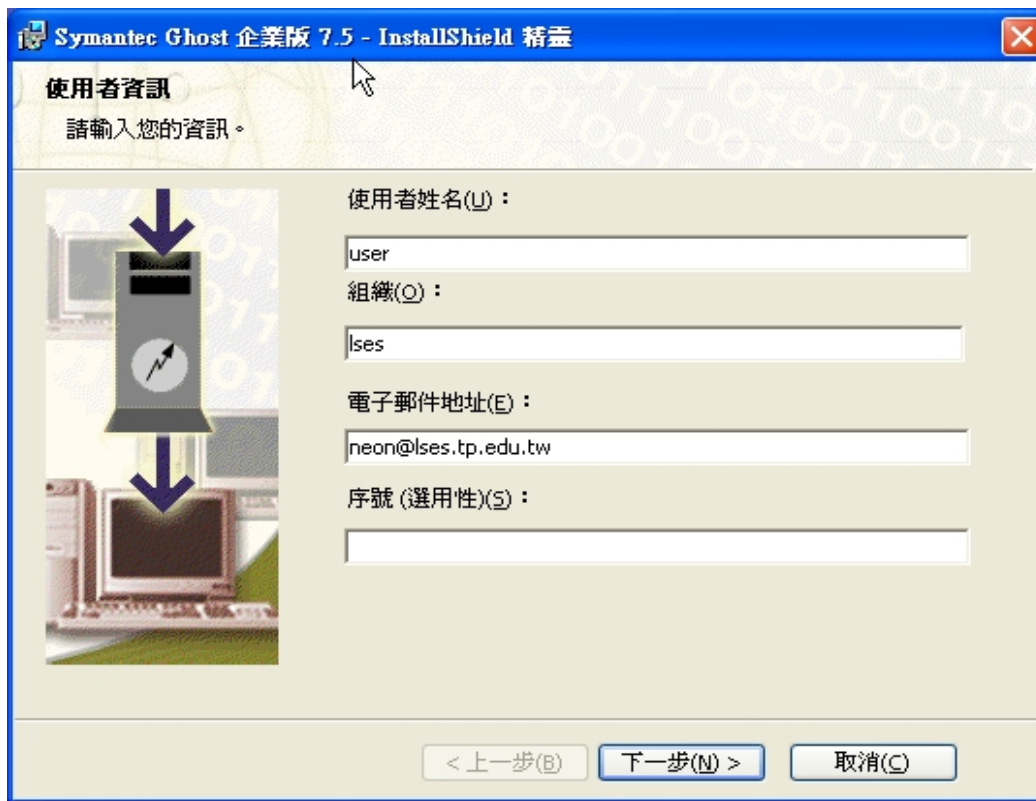 Symantec Ghost 企業版 7.5 - InstallShield 精靈
使用者資訊
請輸入您的資訊。
使用者姓名(U)：
user
組織(O)：
lses
電子郵件地址(E)：
neon@lses.tp.edu.tw
序號 (選用性)(S)：
< 上一步(B) 下一步(N) > 取消(C)